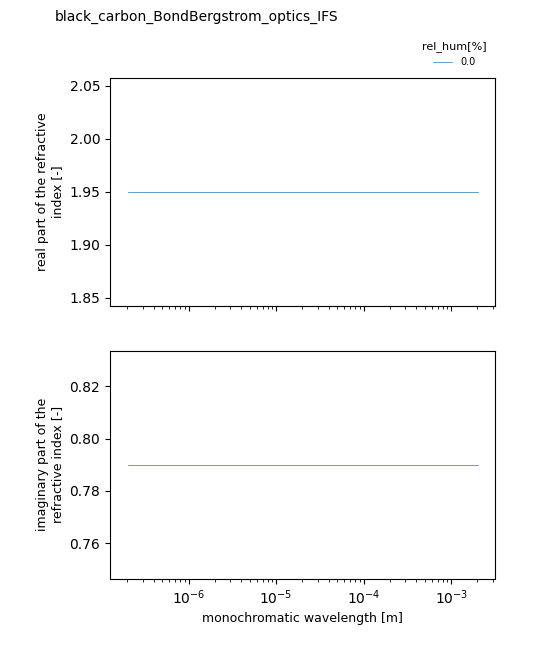 black_carbon_BondBergstrom_optics_IFS
rel_hum[%]
0.0
2.05
2.00
1.95
1.90
1.85
real part of the refractive
index [-]
0.82
0.80
0.78
0.76
imaginary part of the
refractive index [-]
10⁻⁶ 10⁻⁵ 10⁻⁴ 10⁻³
monochromatic wavelength [m]